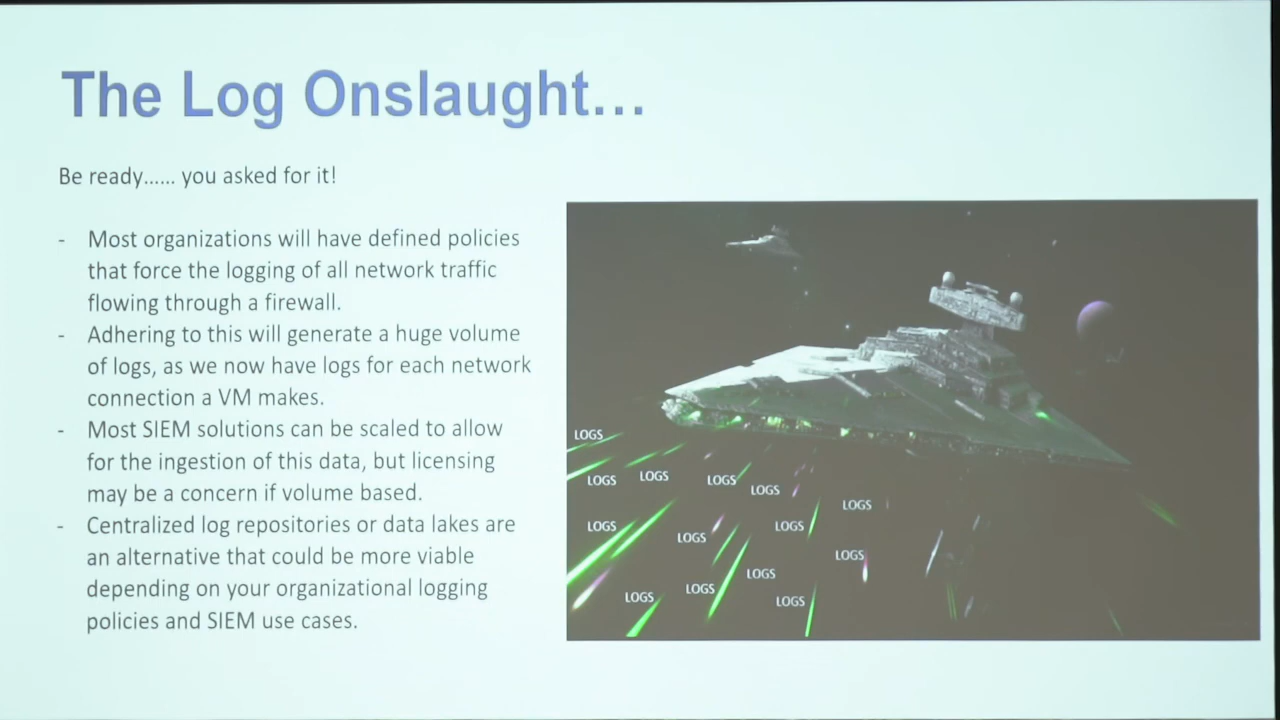 The Log Onslaught...
Be ready...... you asked for it!
- Most organizations will have defined policies
that force the logging of all network traffic
flowing through a firewall.
- Adhering to this will generate a huge volume
of logs, as we now have logs for each network
connection a VM makes.
- Most SIEM solutions can be scaled to allow
for the ingestion of this data, but licensing
may be a concern if volume based.
- Centralized log repositories or data lakes are
an alternative that could be more viable
depending on your organizational logging
policies and SIEM use cases.
LOGS
LOGS
LOGS
LOGS
LOGS
LOGS
LOGS
LOGS
LOGS
LOGS
LOGS
LOGS
LOGS
LOGS